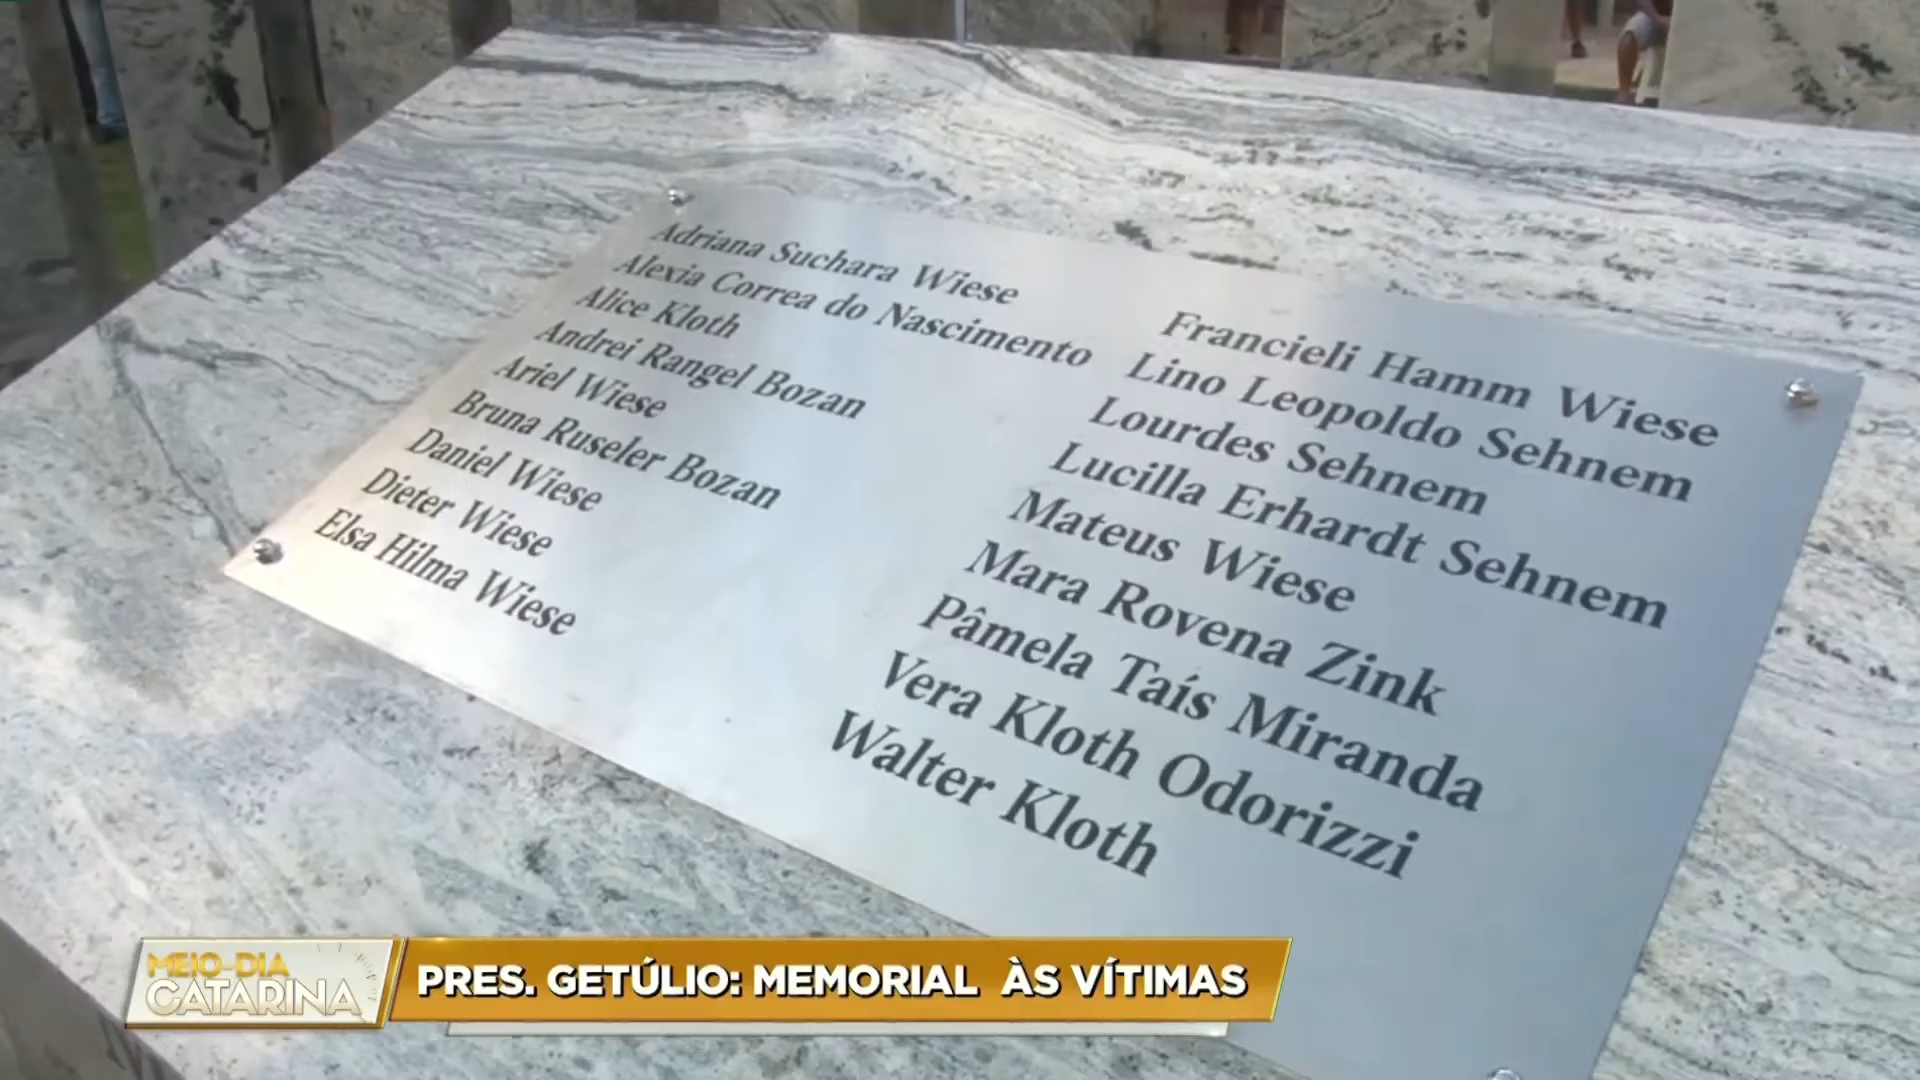 Adriana Suchara Wiese
Alexia Correa do Nascimento
Alice Kloth
Andrei Rangel Bozan
Ariel Wiese
Bruna Ruseler Bozan
Daniel Wiese
Dieter Wiese
Elsa Hilma Wiese
Francieli Hamm Wiese
Lino Leopoldo Sehnem
Lourdes Sehnem
Lucilla Erhardt Sehnem
Mateus Wiese
Mara Rovena Zink
Pâmela Taís Miranda
Vera Kloth Odorizzi
Walter Kloth
MEIO-DIA
CATARINA
PRES. GETÚLIO: MEMORIAL ÀS VÍTIMAS